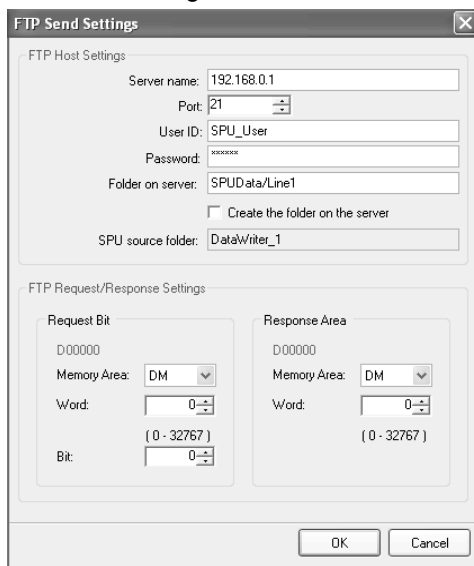 FTP Send Settings
FTP Host Settings
Server name: 192.168.0.1
Port: 21
User ID: SPU_User
Password: ××××××
Folder on server: SPUData/Line1
Create the folder on the server
SPU source folder: DataWriter_1
FTP Request/Response Settings
Request Bit
D00000
Memory Area: DM
Word: 0
( 0 - 32767 )
Bit: 0
Response Area
D00000
Memory Area: DM
Word: 0
( 0 - 32767 )
OK Cancel